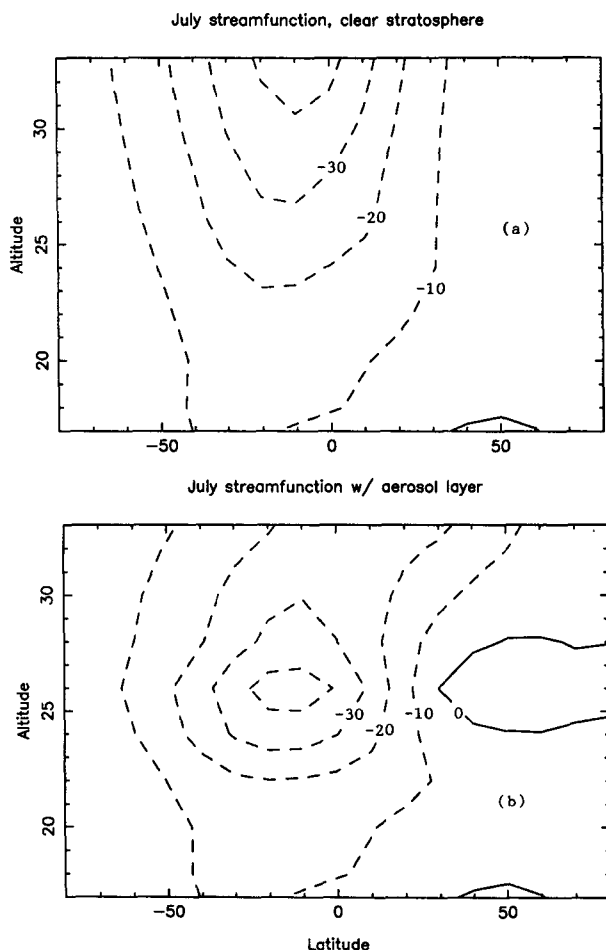 July streamfunction, clear stratosphere
30
25
20
Altitude
-30
-20
-10
(a)
-50
0
50
July streamfunction w/ aerosol layer
30
25
20
Altitude
-30
-20
-10
0
(b)
-50
0
50
Latitude